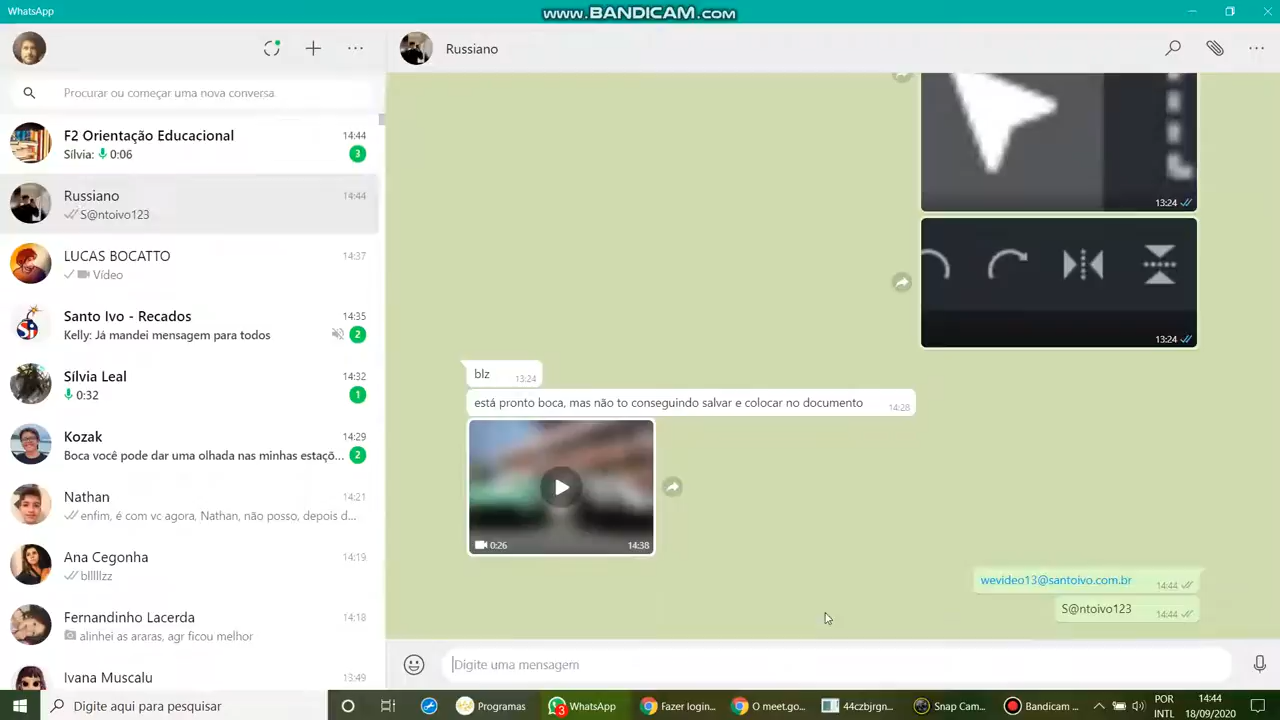 WhatsApp
www.BANDICAM.com
Russiano
Procurar ou começar uma nova conversa
F2 Orientação Educacional
14:44
Sílvia: 0:06
3
Russiano
14:44
S@ntoivo123
LUCAS BOCATTO
14:37
Vídeo
Santo Ivo - Recados
14:35
Kelly: Já mandei mensagem para todos
2
Sílvia Leal
14:32
0:32
1
Kozak
14:29
Boca você pode dar uma olhada nas minhas estaçõ...
2
Nathan
14:21
enfim, é com vc agora, Nathan, não posso, depois d...
Ana Cegonha
14:19
bllllzz
Fernandinho Lacerda
14:18
alinhei as araras, agr ficou melhor
Ivana Muscalu
13:49
13:24
13:24
blz
13:24
está pronto boca, mas não to conseguindo salvar e colocar no documento
14:28
0:26
14:38
wevideo13@santoivo.com.br
14:44
S@ntoivo123
14:44
Digite uma mensagem
Digite aqui para pesquisar
Programas
3
WhatsApp
Fazer login...
O meet.go...
44czbjrgn...
Snap Cam...
Bandicam ...
POR
INTL
14:44
18/09/2020